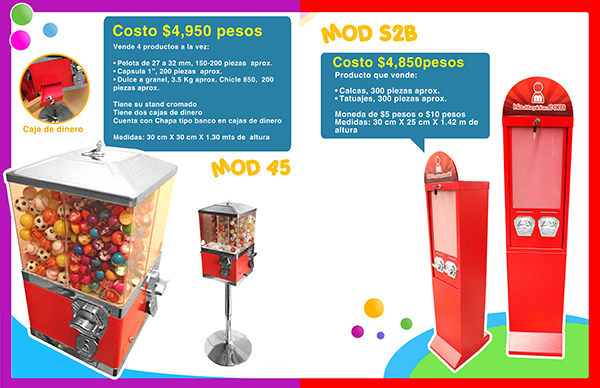 Costo $4,950 pesos
Vende 4 productos a la vez:
• Pelota de 27 a 32 mm, 150-200 piezas aprox.
• Capsula 1", 200 piezas aprox.
• Dulce a granel, 3.5 Kg aprox. Chicle 850, 200
piezas aprox.
Tiene su stand cromado
Tiene dos cajas de dinero
Cuenta con Chapa tipo banco en cajas de dinero
Medidas: 30 cm X 30 cm X 1.30 mts de altura
Caja de dinero
MOD 45
MOD S2B
Costo $4,850pesos
Producto que vende:
• Calcas, 300 piezas aprox.
• Tatuajes, 300 piezas aprox.
Moneda de $5 pesos o $10 pesos
Medidas: 30 cm X 25 cm X 1.42 m de
altura